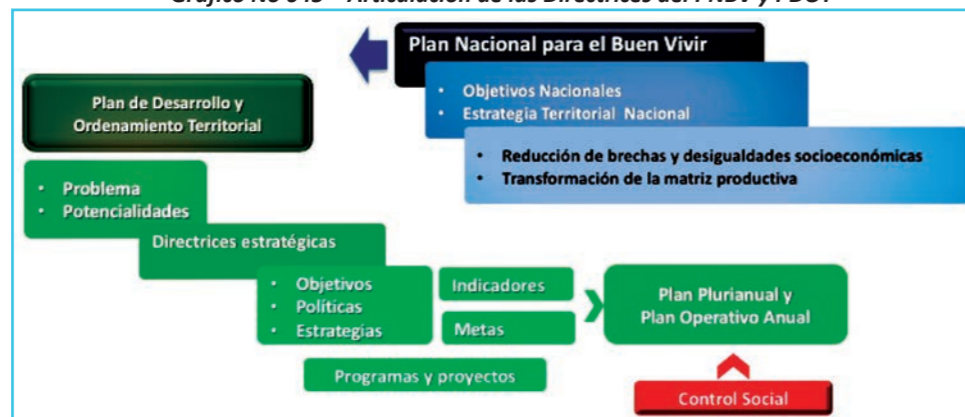 Plan Nacional para el Buen Vivir
• Objetivos Nacionales
• Estrategia Territorial Nacional
• Reducción de brechas y desigualdades socioeconómicas
• Transformación de la matriz productiva
Plan de Desarrollo y
Ordenamiento Territorial
• Problema
• Potencialidades
Directrices estratégicas
• Objetivos
• Políticas
• Estrategias
Indicadores
Metas
Programas y proyectos
Plan Plurianual y
Plan Operativo Anual
Control Social